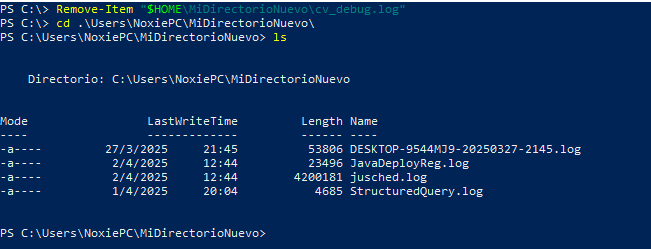 PS C:\> Remove-Item "$HOME\MiDirectorioNuevo\cv_debug.log"
PS C:\> cd .\Users\NoxiePC\MiDirectorioNuevo\
PS C:\Users\NoxiePC\MiDirectorioNuevo> ls
Directorio: C:\Users\NoxiePC\MiDirectorioNuevo
Mode LastWriteTime Length Name
---- ------------- ------ ----
-a---- 27/3/2025 21:45 53806 DESKTOP-9544MJ9-20250327-2145.log
-a---- 2/4/2025 12:44 23496 JavaDeployReg.log
-a---- 2/4/2025 12:44 4200181 jusched.log
-a---- 1/4/2025 20:04 4685 StructuredQuery.log
PS C:\Users\NoxiePC\MiDirectorioNuevo>